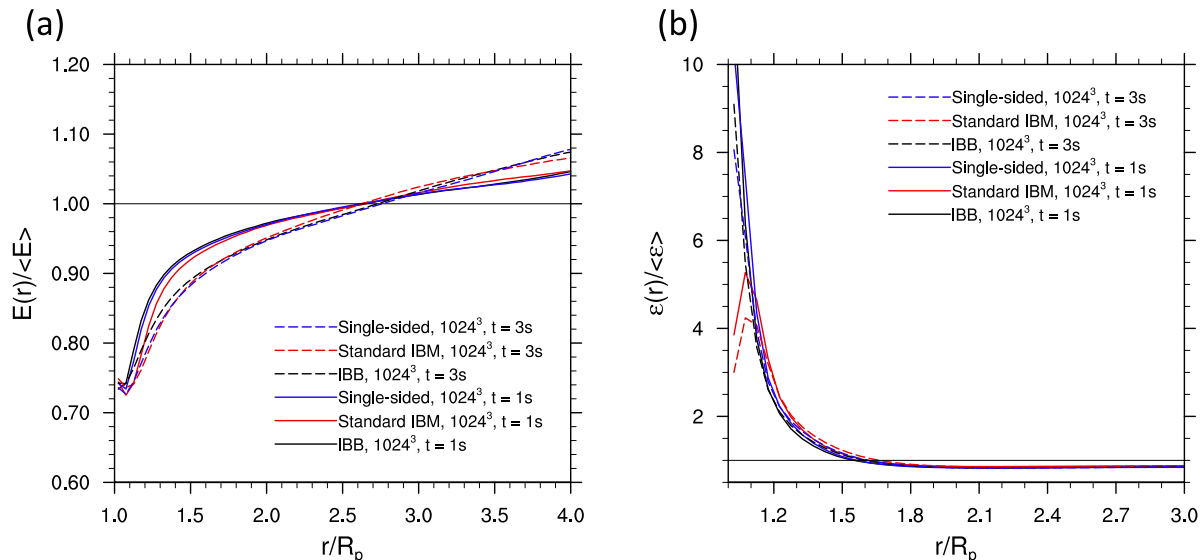 (a)
(b)
1.20
1.10
1.00
0.90
0.80
0.70
0.60
E(r)/<E>
Single-sided, 1024³, t = 3s
Standard IBM, 1024³, t = 3s
IBB, 1024³, t = 3s
Single-sided, 1024³, t = 1s
Standard IBM, 1024³, t = 1s
IBB, 1024³, t = 1s
1.0 1.5 2.0 2.5 3.0 3.5 4.0
r/Rₚ
10
8
6
4
2
ε(r)/<ε>
Single-sided, 1024³, t = 3s
Standard IBM, 1024³, t = 3s
IBB, 1024³, t = 3s
Single-sided, 1024³, t = 1s
Standard IBM, 1024³, t = 1s
IBB, 1024³, t = 1s
1.2 1.5 1.8 2.1 2.4 2.7 3.0
r/Rₚ